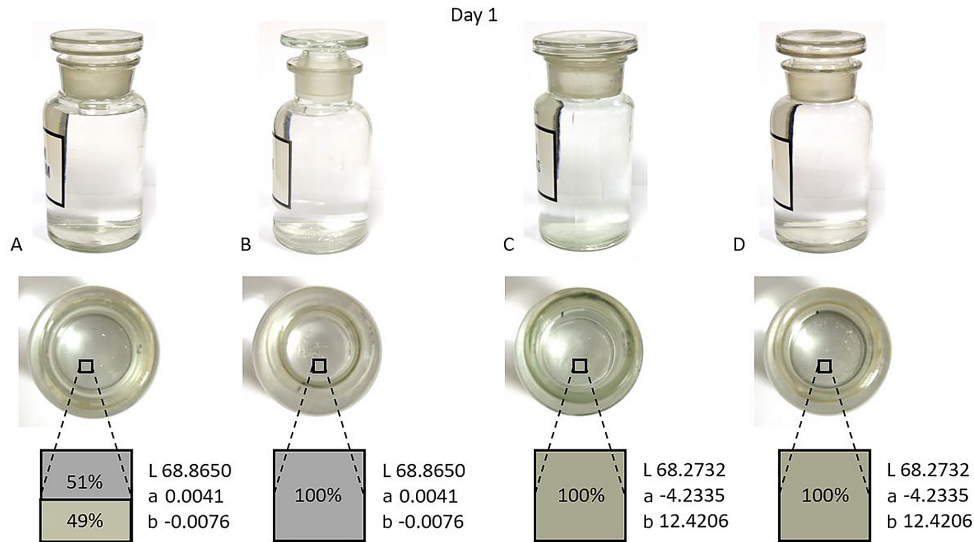 Day 1
A
B
C
D
51%
49%
L 68.8650
a 0.0041
b -0.0076
100%
L 68.8650
a 0.0041
b -0.0076
100%
L 68.2732
a -4.2335
b 12.4206
100%
L 68.2732
a -4.2335
b 12.4206